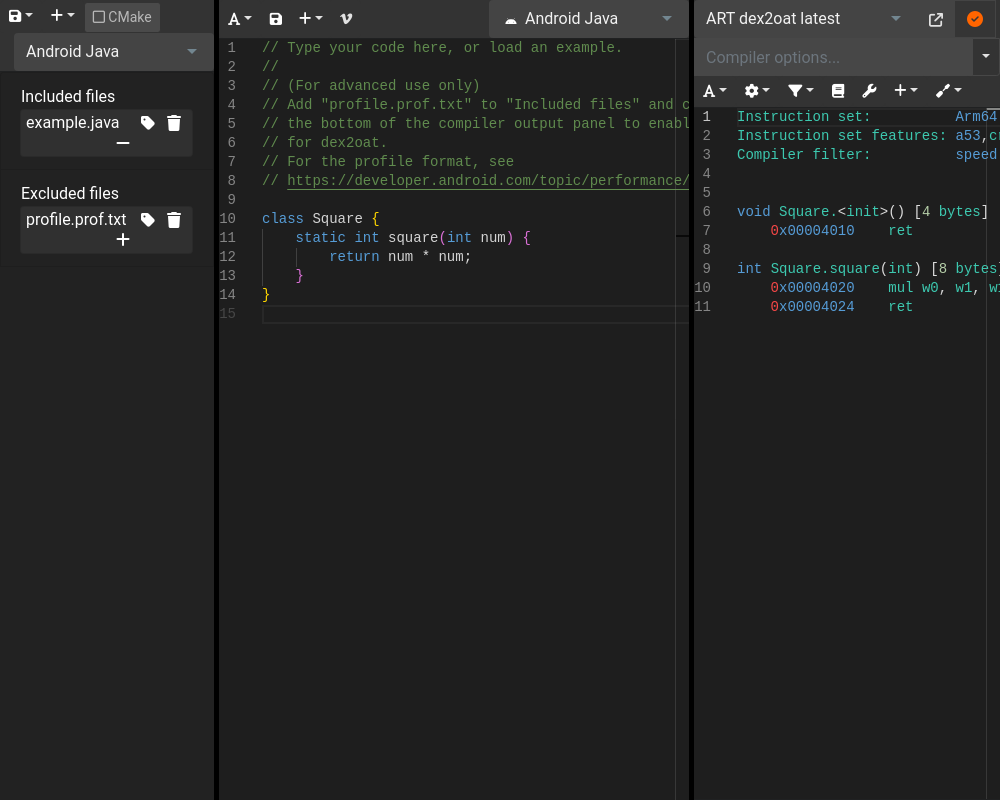 CMake
Android Java
Included files
example.java
Excluded files
profile.prof.txt
Android Java
1 // Type your code here, or load an example.
2 //
3 // (For advanced use only)
4 // Add "profile.prof.txt" to "Included files" and c
5 // the bottom of the compiler output panel to enabl
6 // for dex2oat.
7 // For the profile format, see
8 // https://developer.android.com/topic/performance/
9
10 class Square {
11 static int square(int num) {
12 return num * num;
13 }
14 }
15
ART dex2oat latest
Compiler options...
1 Instruction set: Arm64
2 Instruction set features: a53,cr
3 Compiler filter: speed
4
5
6 void Square.<init>() [4 bytes]
7 0x00004010 ret
8
9 int Square.square(int) [8 bytes]
10 0x00004020 mul w0, w1, w1
11 0x00004024 ret